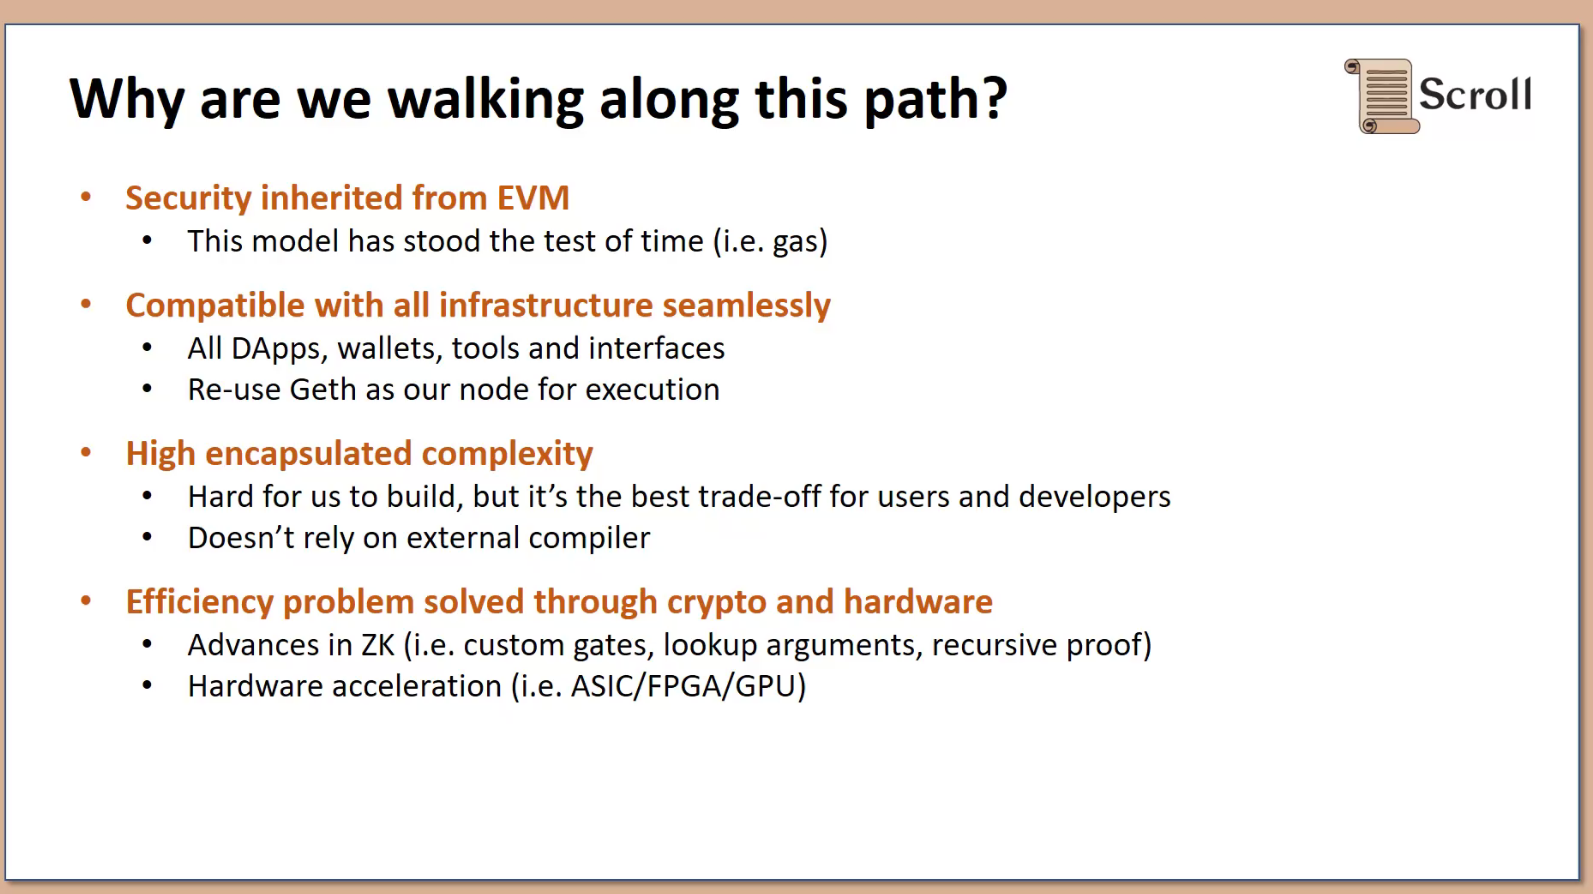 Why are we walking along this path?
Scroll
• Security inherited from EVM
• This model has stood the test of time (i.e. gas)
• Compatible with all infrastructure seamlessly
• All DApps, wallets, tools and interfaces
• Re-use Geth as our node for execution
• High encapsulated complexity
• Hard for us to build, but it’s the best trade-off for users and developers
• Doesn’t rely on external compiler
• Efficiency problem solved through crypto and hardware
• Advances in ZK (i.e. custom gates, lookup arguments, recursive proof)
• Hardware acceleration (i.e. ASIC/FPGA/GPU)